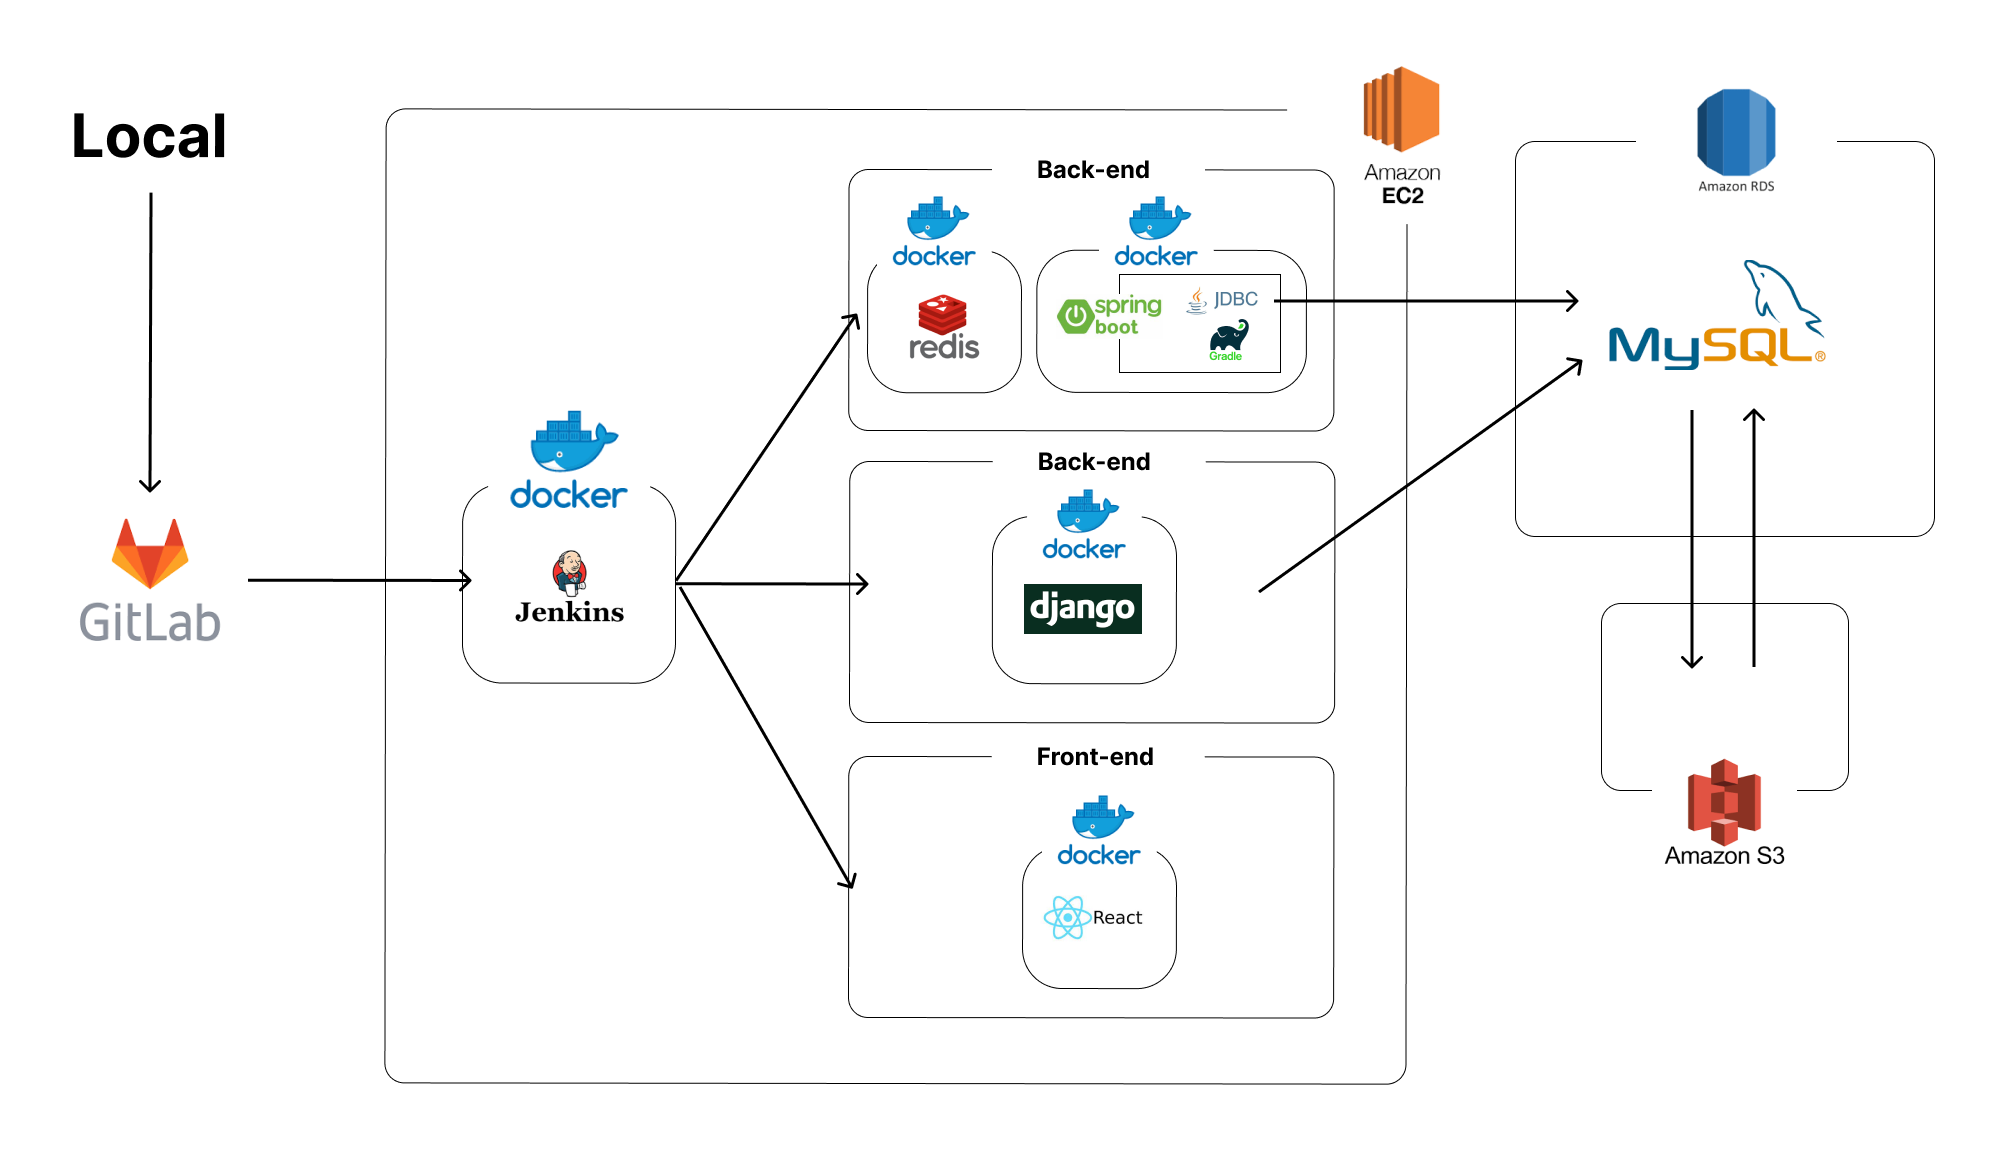 Local
GitLab
docker
Jenkins
Back-end
docker
redis
docker
spring
boot
JDBC
Gradle
Back-end
docker
django
Front-end
docker
React
Amazon
EC2
Amazon RDS
MySQL®
Amazon S3